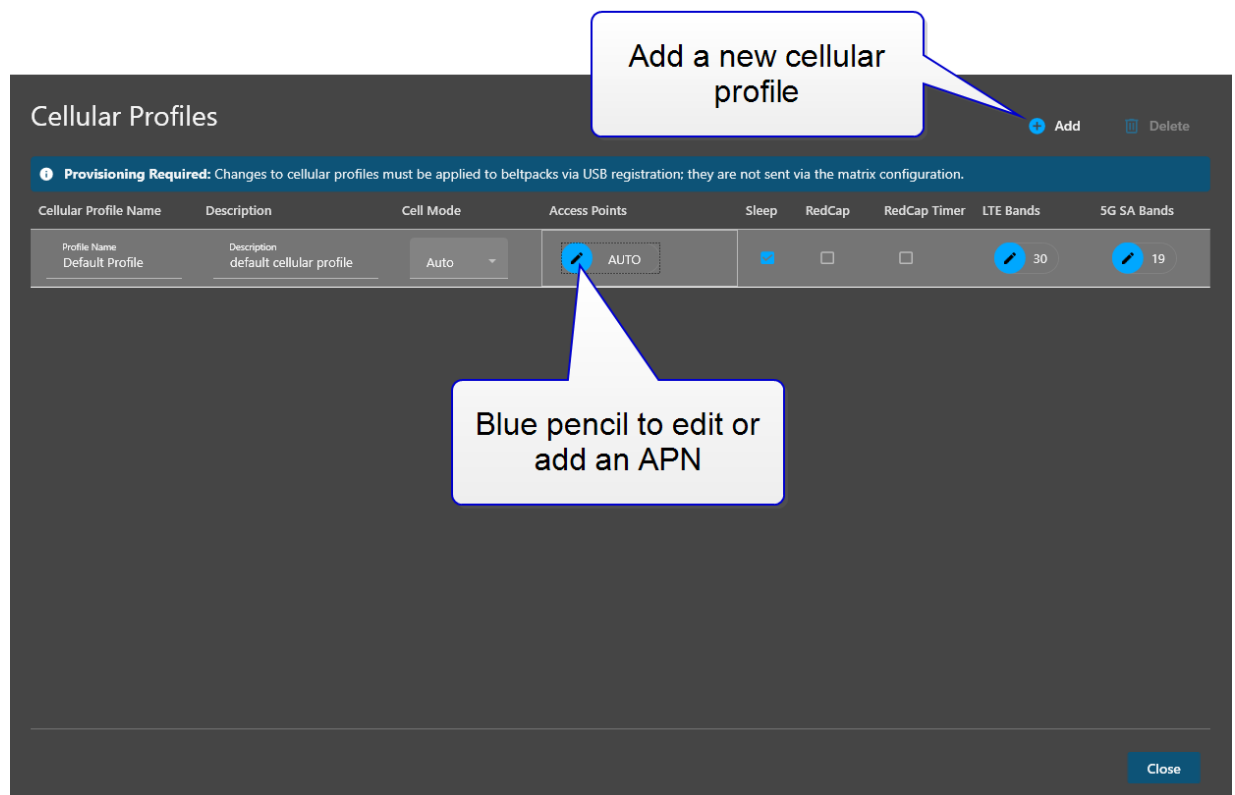 Add a new cellular
profile
Cellular Profiles
Add
Delete
Provisioning Required: Changes to cellular profiles must be applied to beltpacks via USB registration; they are not sent via the matrix configuration.
Cellular Profile Name Description Cell Mode Access Points Sleep RedCap RedCap Timer LTE Bands 5G SA Bands
Profile Name Description
Default Profile default cellular profile Auto AUTO 30 19
Blue pencil to edit or
add an APN
Close